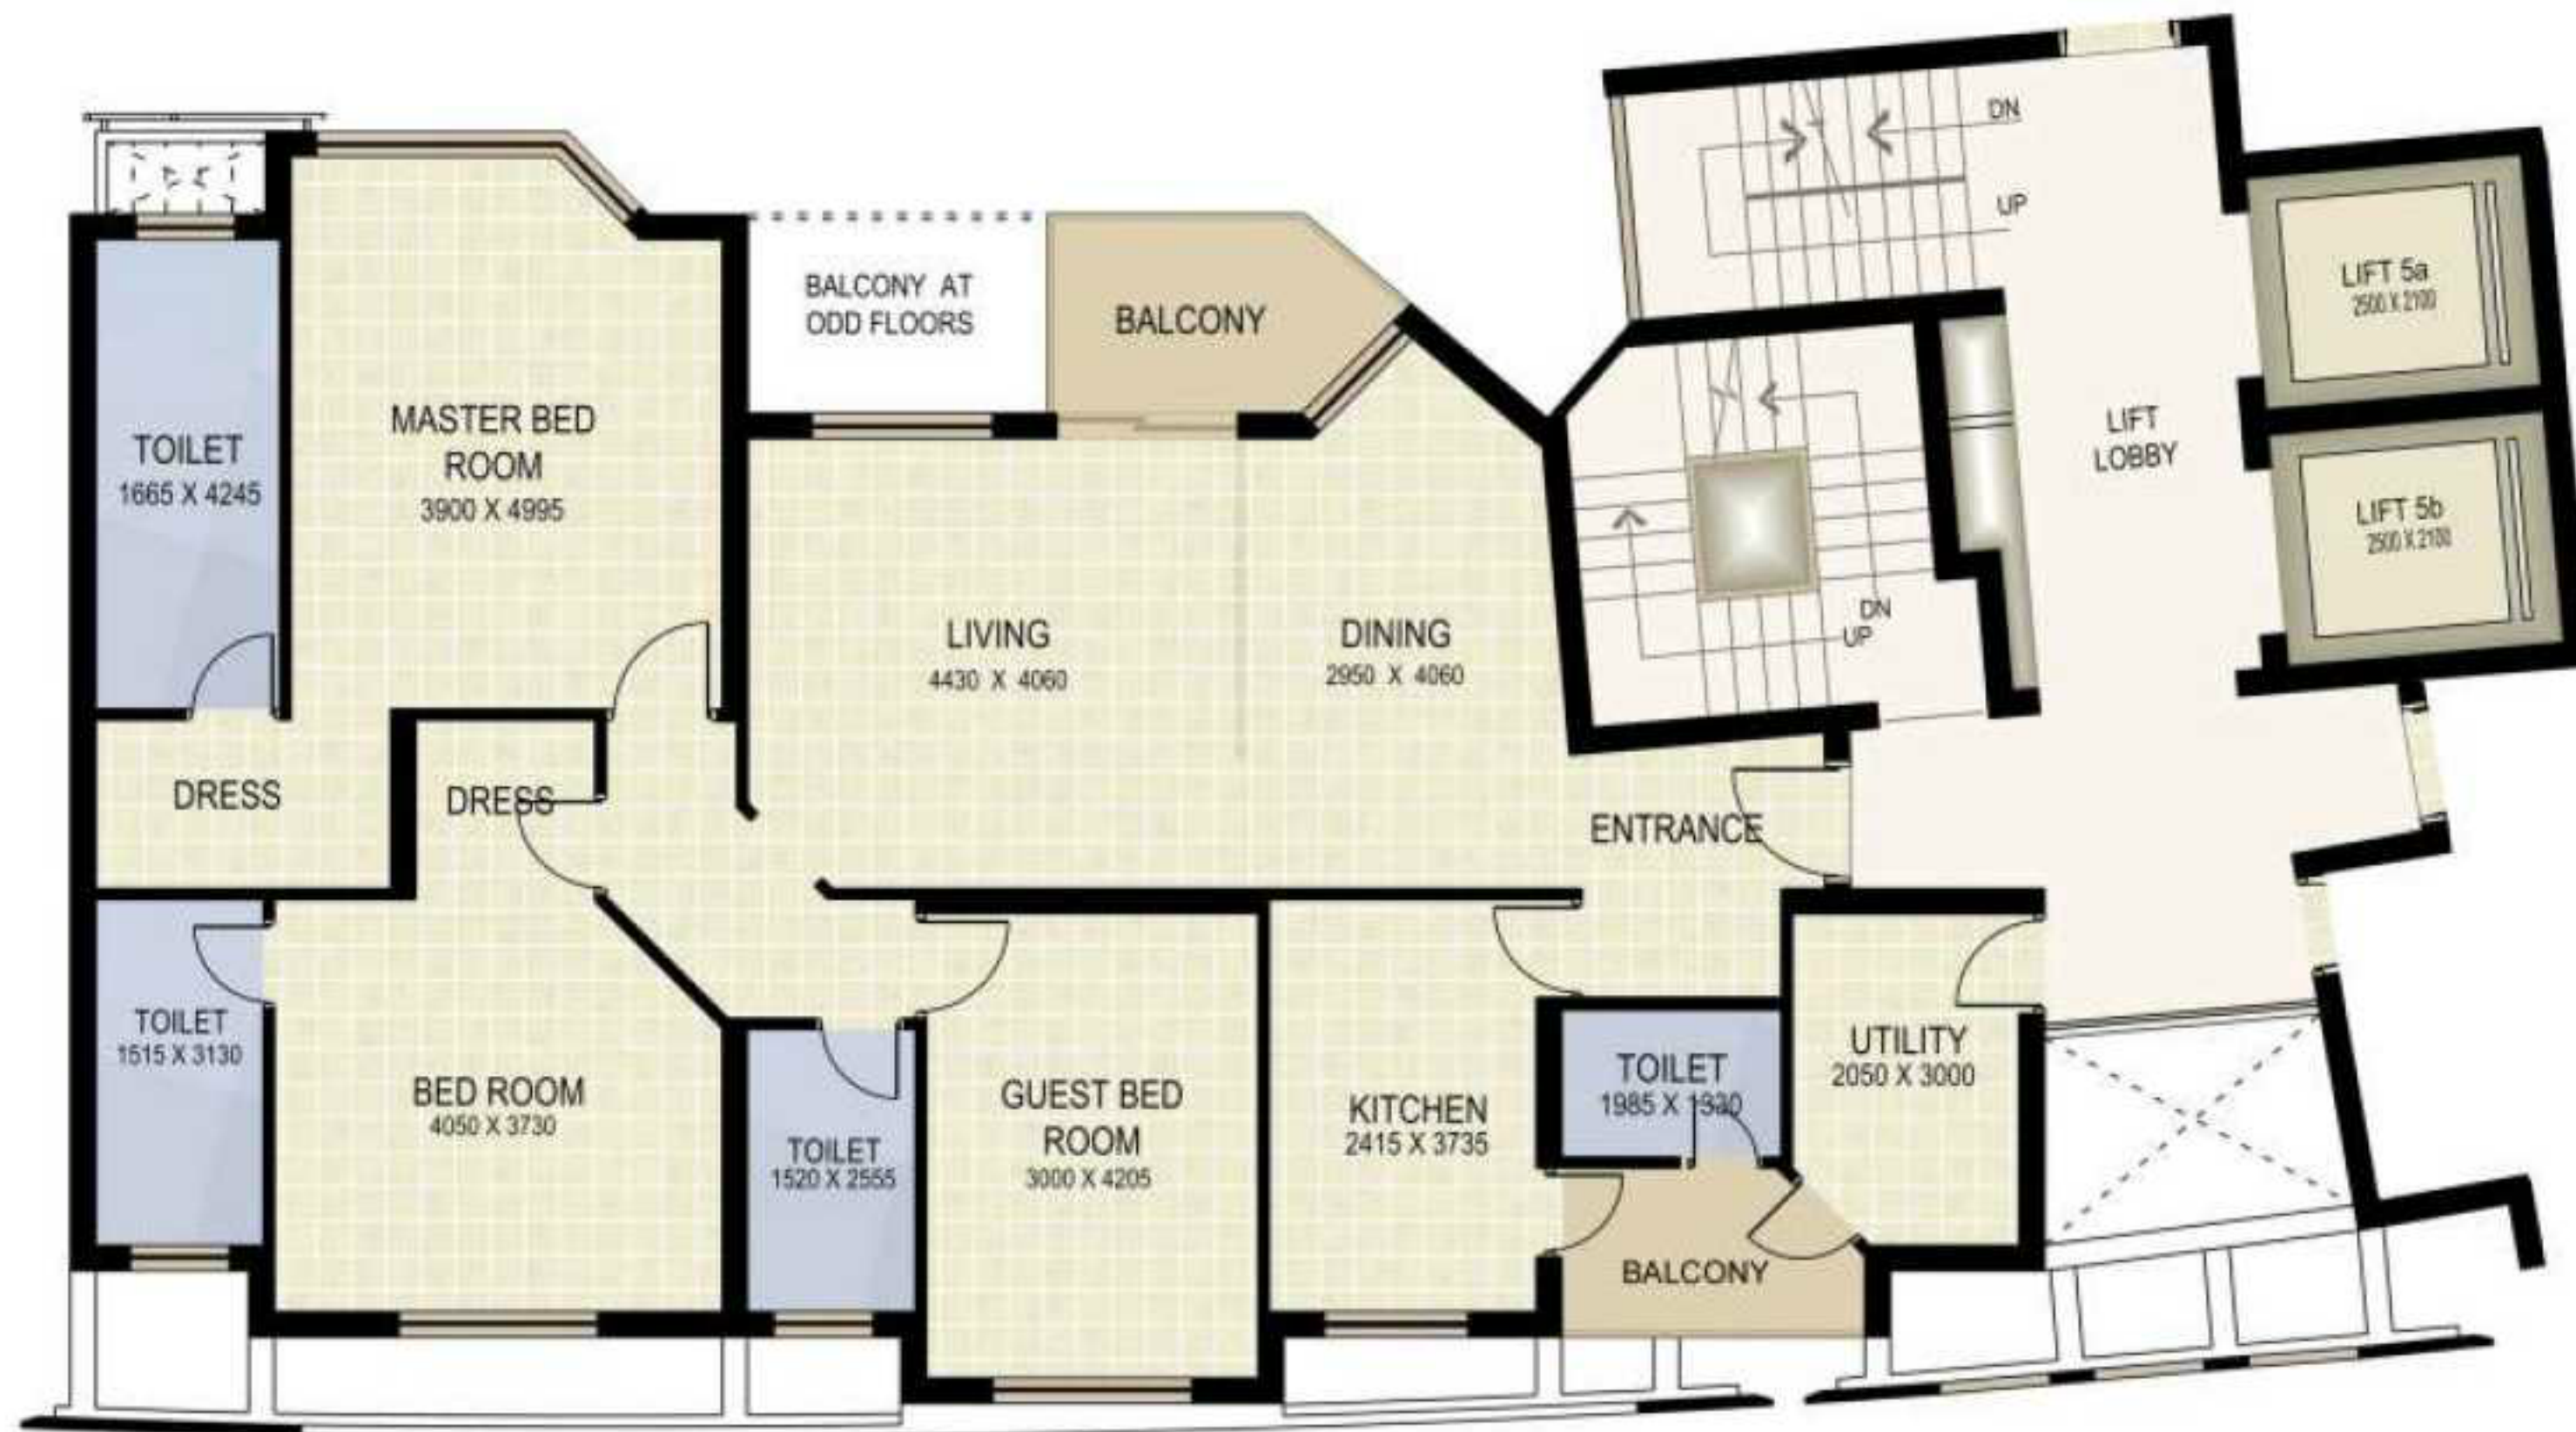 DN
UP
LIFT 5a
2500 X 2100
BALCONY AT
ODD FLOORS
BALCONY
MASTER BED
ROOM
3900 X 4995
TOILET
1665 X 4245
LIFT
LOBBY
LIFT 5b
2500 X 2100
LIVING
4430 X 4060
DINING
2950 X 4060
DN
UP
DRESS
DRESS
ENTRANCE
TOILET
1515 X 3130
BED ROOM
4050 X 3730
TOILET
1520 X 2555
GUEST BED
ROOM
3000 X 4205
KITCHEN
2415 X 3735
TOILET
1985 X
UTILITY
2050 X 3000
BALCONY